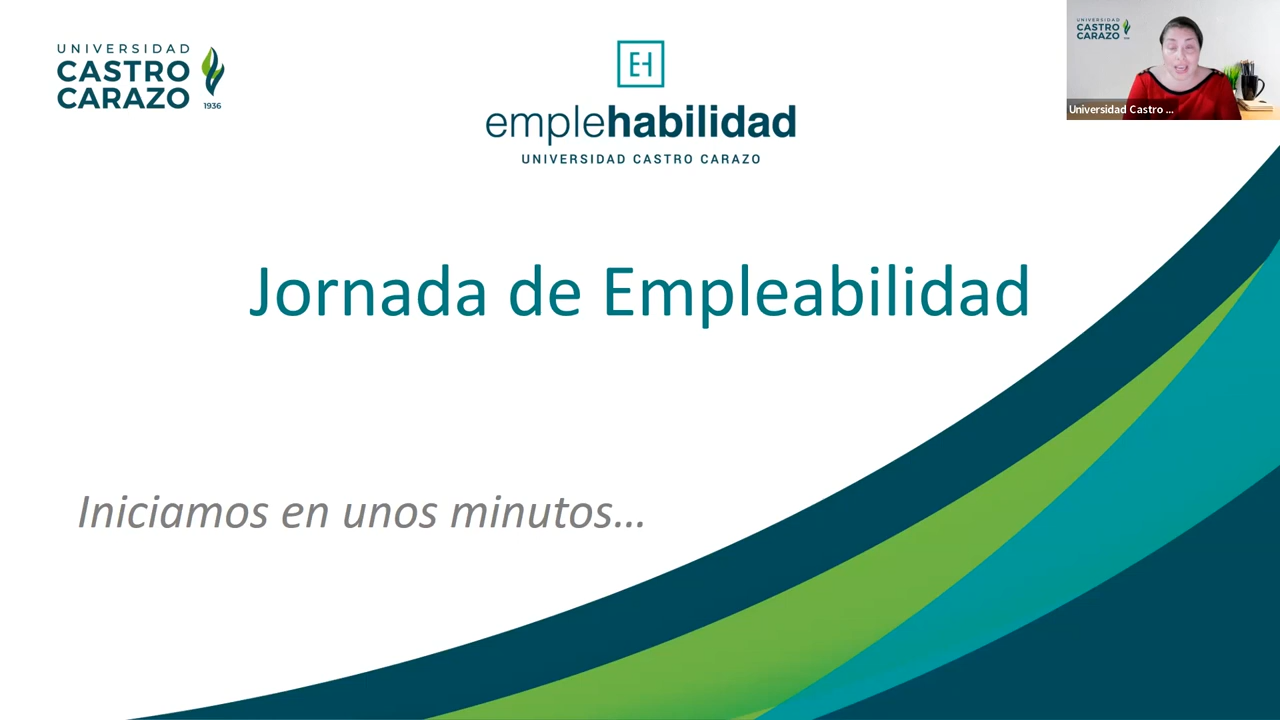 UNIVERSIDAD
CASTRO
CARAZO
1936
EH
emplehabilidad
UNIVERSIDAD CASTRO CARAZO
UNIVERSIDAD
CASTRO
CARAZO
Universidad Castro ...
Jornada de Empleabilidad
Iniciamos en unos minutos...